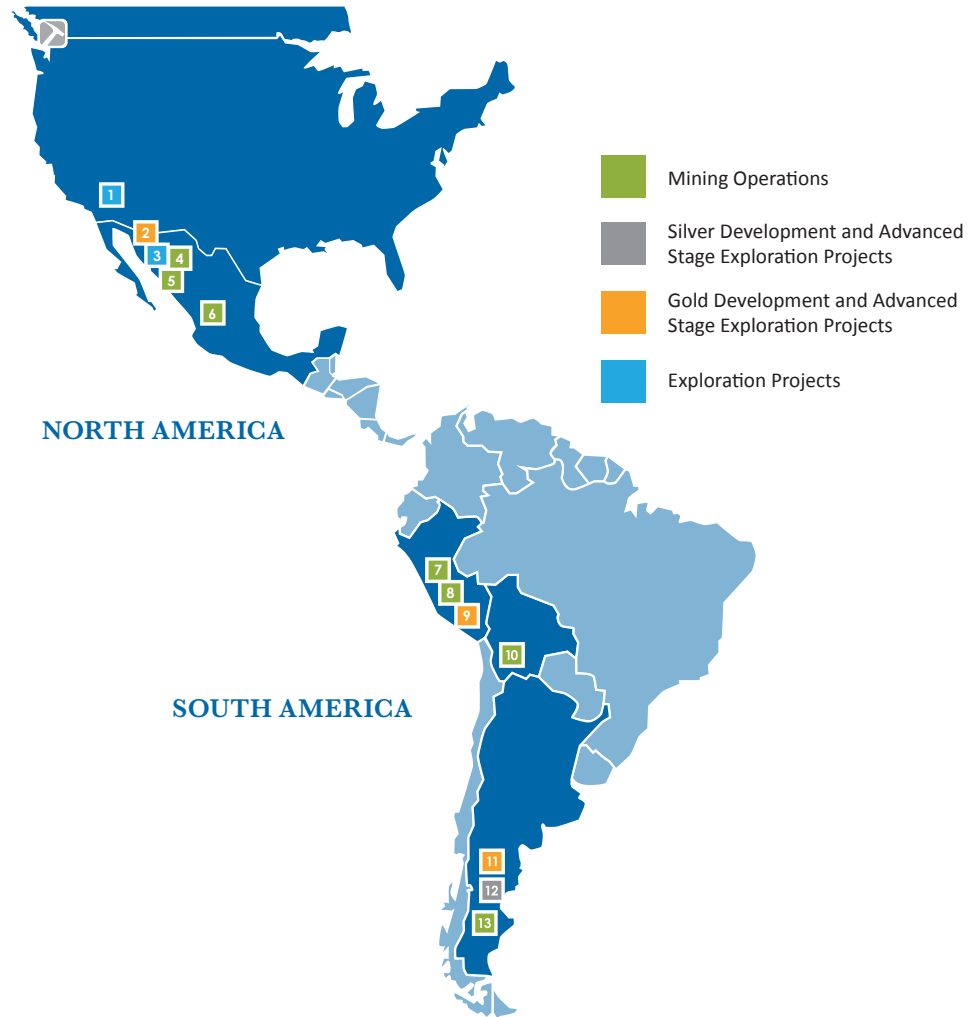 1
2
3
4
5
6
Mining Operations
Silver Development and Advanced
Stage Exploration Projects
Gold Development and Advanced
Stage Exploration Projects
Exploration Projects
NORTH AMERICA
7
8
9
10
SOUTH AMERICA
11
12
13